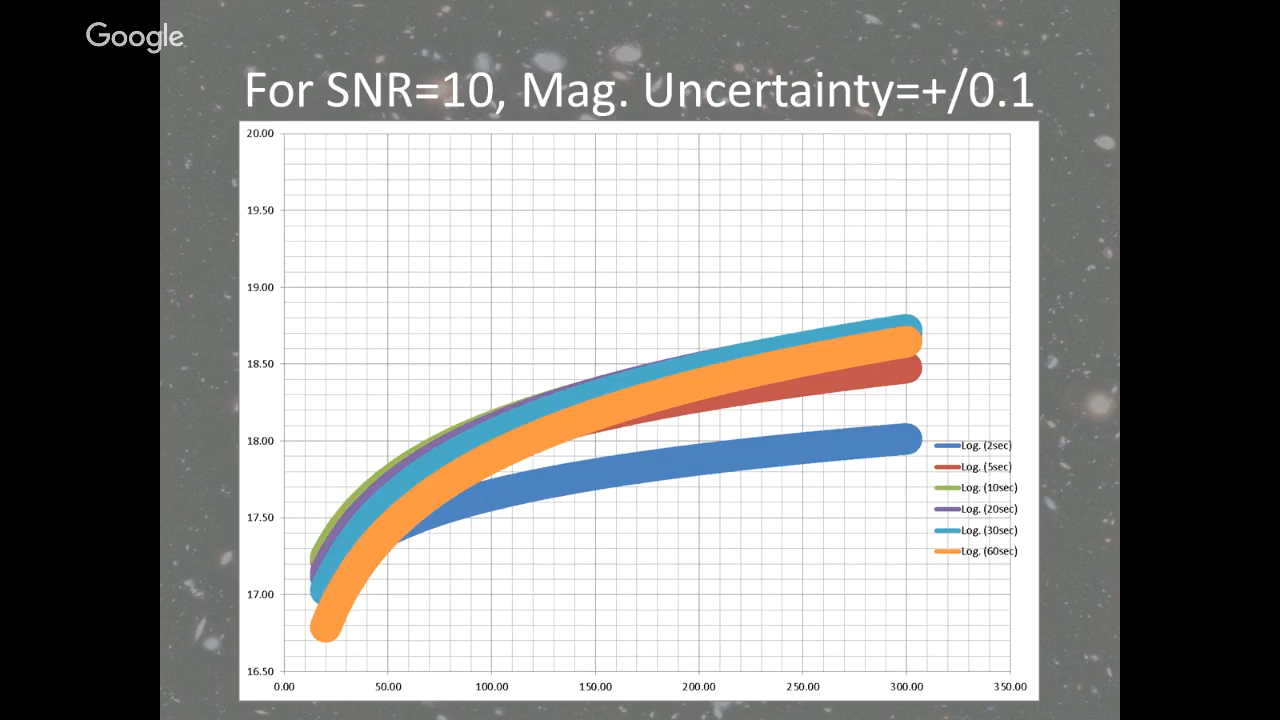 Google
For SNR=10, Mag. Uncertainty=+/0.1
20.00
19.50
19.00
18.50
18.00
17.50
17.00
16.50
0.00 50.00 100.00 150.00 200.00 250.00 300.00 350.00
Log. (2sec)
Log. (5sec)
Log. (10sec)
Log. (20sec)
Log. (30sec)
Log. (60sec)